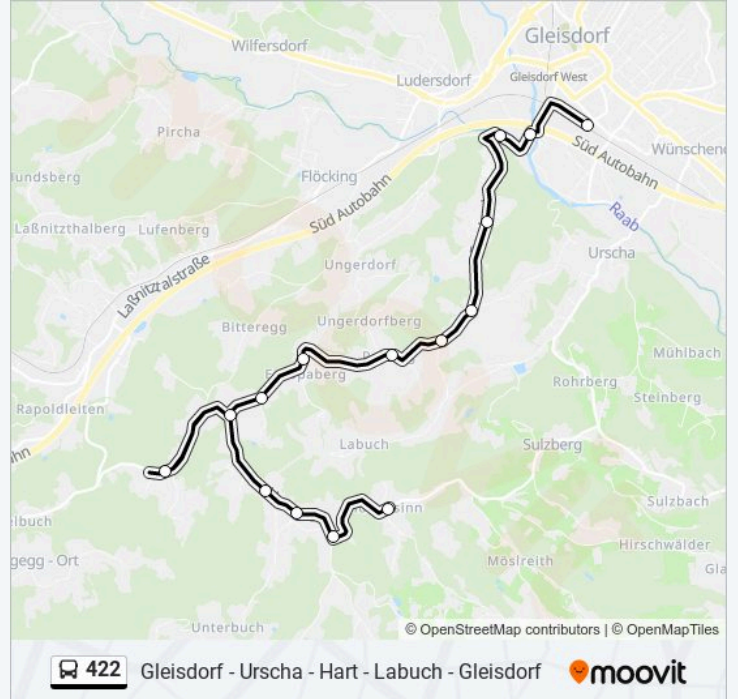 Gleisdorf
Wilfersdorf
Gleisdorf West
Ludersdorf
Pircha
Süd Autobahn
Wünschend
Flöcking
Süd Autobahn
Raab
Laßnitzthalberg
Lufenberg
Urscha
Ungerdorf
Laßnitztalstraße
Bitteregg
Ungerdorfberg
Mühlbach
Rohrberg
Steinberg
Rapoldleiten
Labuch
Sulzberg
Sulzbach
Hirschwälder
Möslreith
Unterbuch
© OpenStreetMap contributors | © OpenMapTiles
422 Gleisdorf - Urscha - Hart - Labuch - Gleisdorf moovit